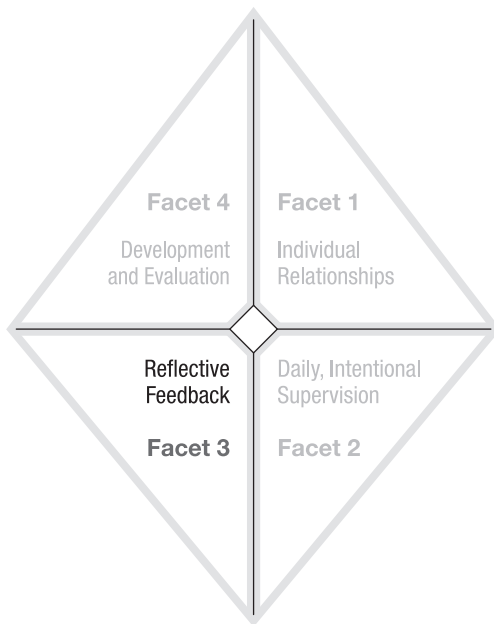 Facet 4
Development
and Evaluation
Facet 1
Individual
Relationships
Reflective
Feedback
Facet 3
Daily, Intentional
Supervision
Facet 2